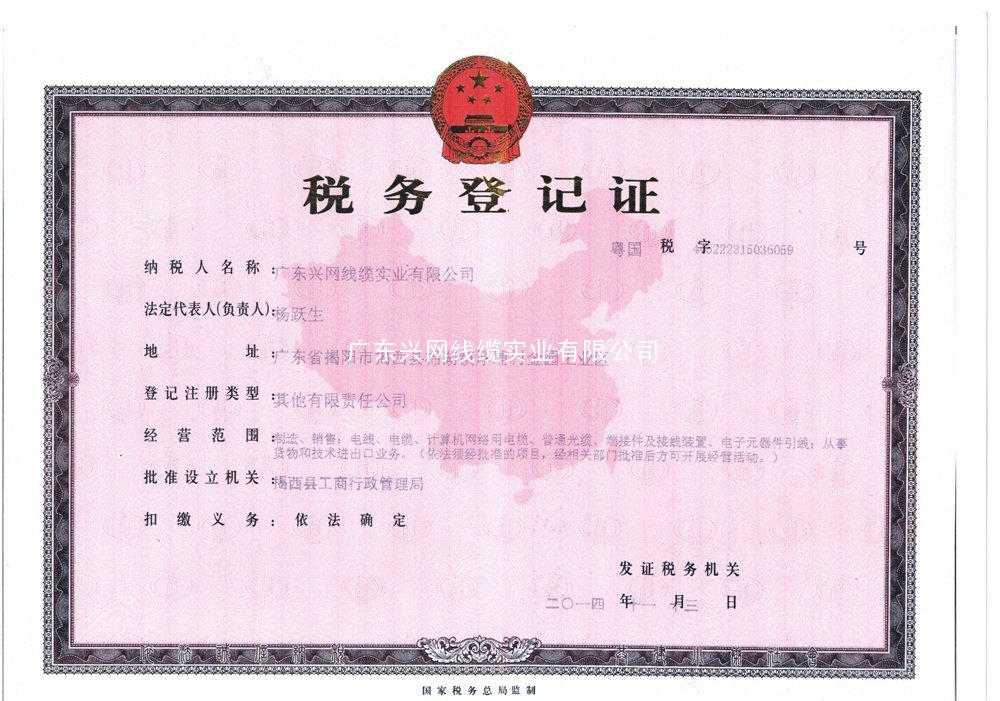 税务登记证
粤国 税 字 445222315036059 号
纳税人名称：广东兴网线缆实业有限公司
法定代表人(负责人)：杨跃生
地 址：广东省揭阳市揭西县 工业区
广东兴网线缆实业有限公司
登记注册类型：其他有限责任公司
经营范围：制造、销售：电线、电缆、计算机网络用电缆、普通光缆、端接件及接线装置、电子元器件引线；从事
货物和技术进出口业务。（依法须经批准的项目，经相关部门批准后方可开展经营活动。）
批准设立机关：揭西县工商行政管理局
扣缴义务：依法确定
发证税务机关
二〇一四 年 十一 月 十三 日
国家税务总局监制